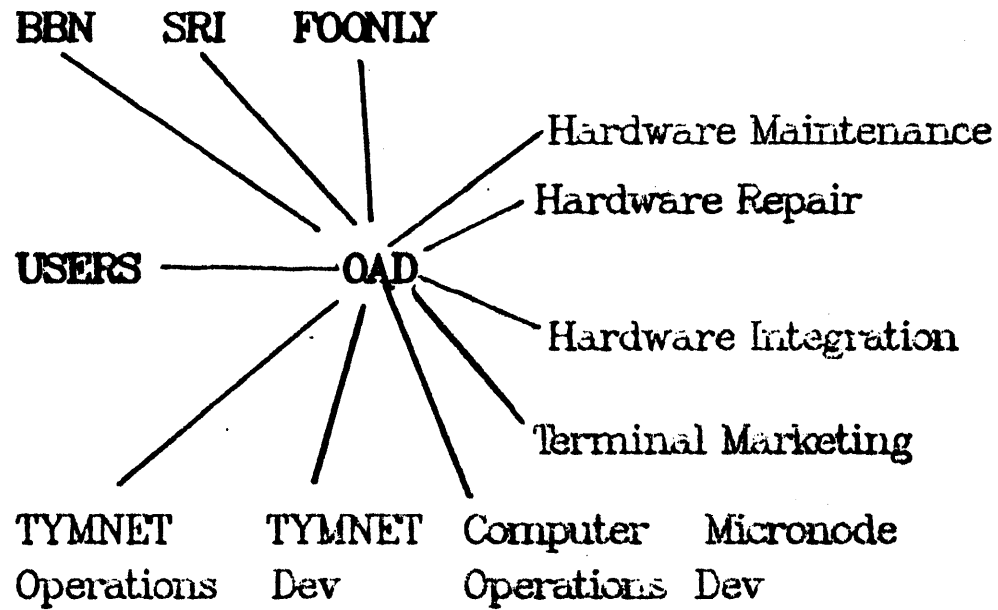 BBN SRI FOONLY
Hardware Maintenance
Hardware Repair
USERS OAD
Hardware Integration
Terminal Marketing
TYMNET TYMNET Computer Micronode
Operations Dev Operations Dev